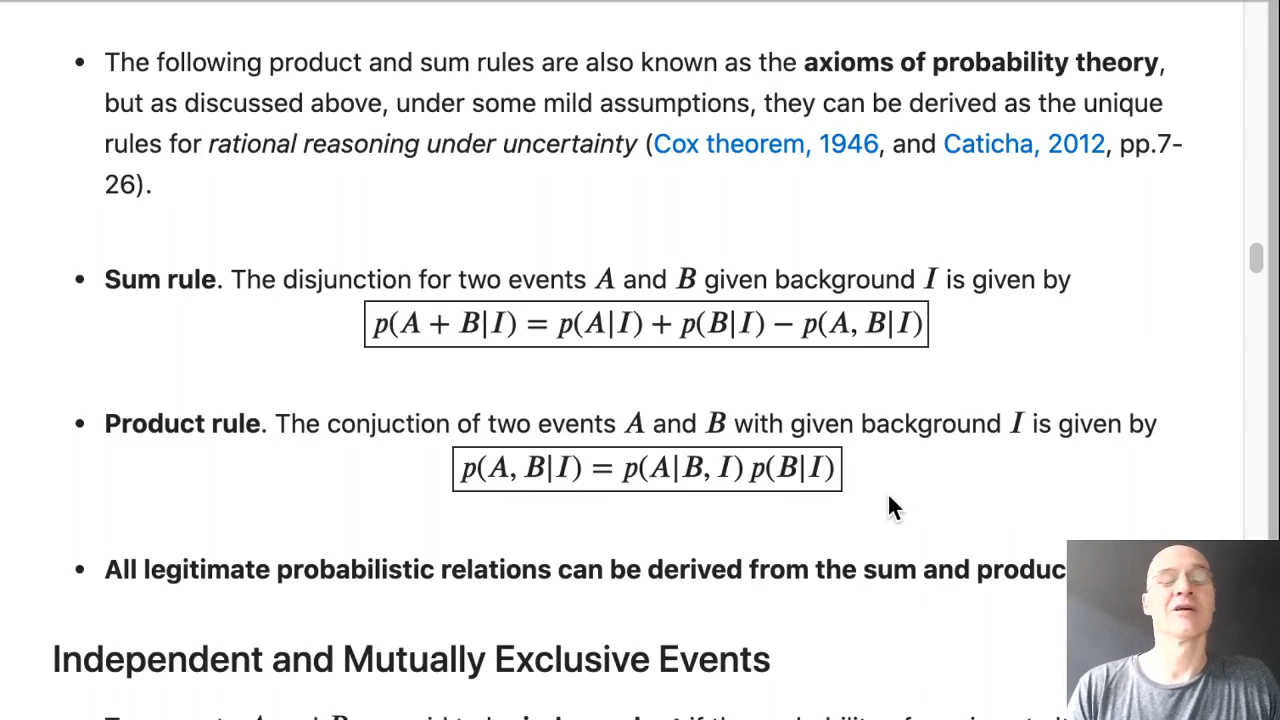 • The following product and sum rules are also known as the axioms of probability theory,
but as discussed above, under some mild assumptions, they can be derived as the unique
rules for rational reasoning under uncertainty (Cox theorem, 1946, and Caticha, 2012, pp.7-
26).
• Sum rule. The disjunction for two events A and B given background I is given by
p(A + B|I) = p(A|I) + p(B|I) − p(A, B|I)
• Product rule. The conjuction of two events A and B with given background I is given by
p(A, B|I) = p(A|B, I) p(B|I)
• All legitimate probabilistic relations can be derived from the sum and produc
Independent and Mutually Exclusive Events